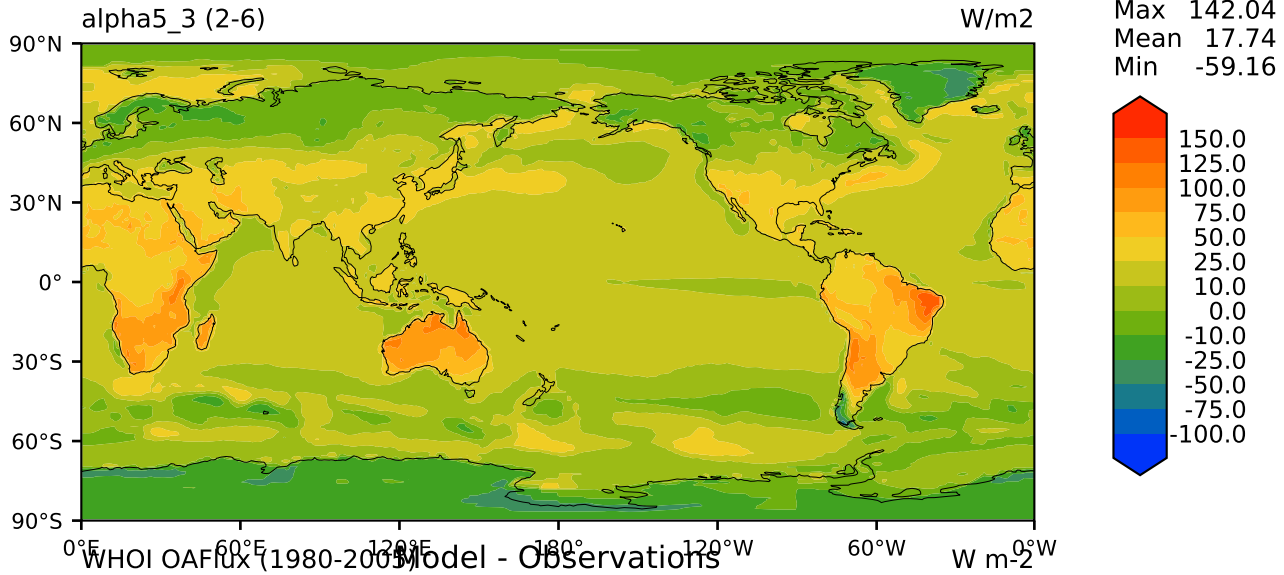 alpha5_3 (2-6) W/m2
Max 142.04
Mean 17.74
Min -59.16
90°N
60°N
30°N
0°
30°S
60°S
90°S
150.0
125.0
100.0
75.0
50.0
25.0
10.0
0.0
-10.0
-25.0
-50.0
-75.0
-100.0
0°E 60°E 120°E 180° 120°W 60°W 0°W
WHOI OAFlux (1980-2005) Model - Observations W m-2